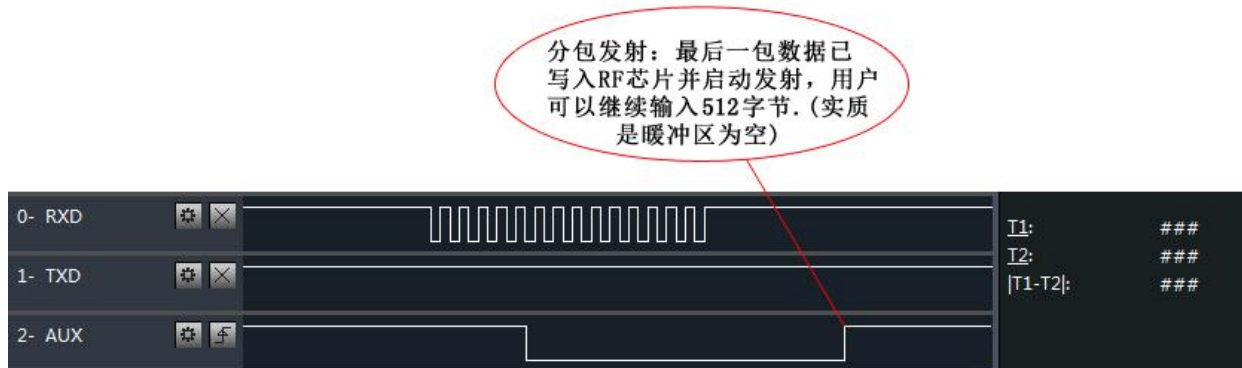 分包发射：最后一包数据已
写入RF芯片并启动发射，用户
可以继续输入512字节.(实质
是暖冲区为空)
0- RXD
T1: ###
1- TXD
T2: ###
|T1-T2|: ###
2- AUX